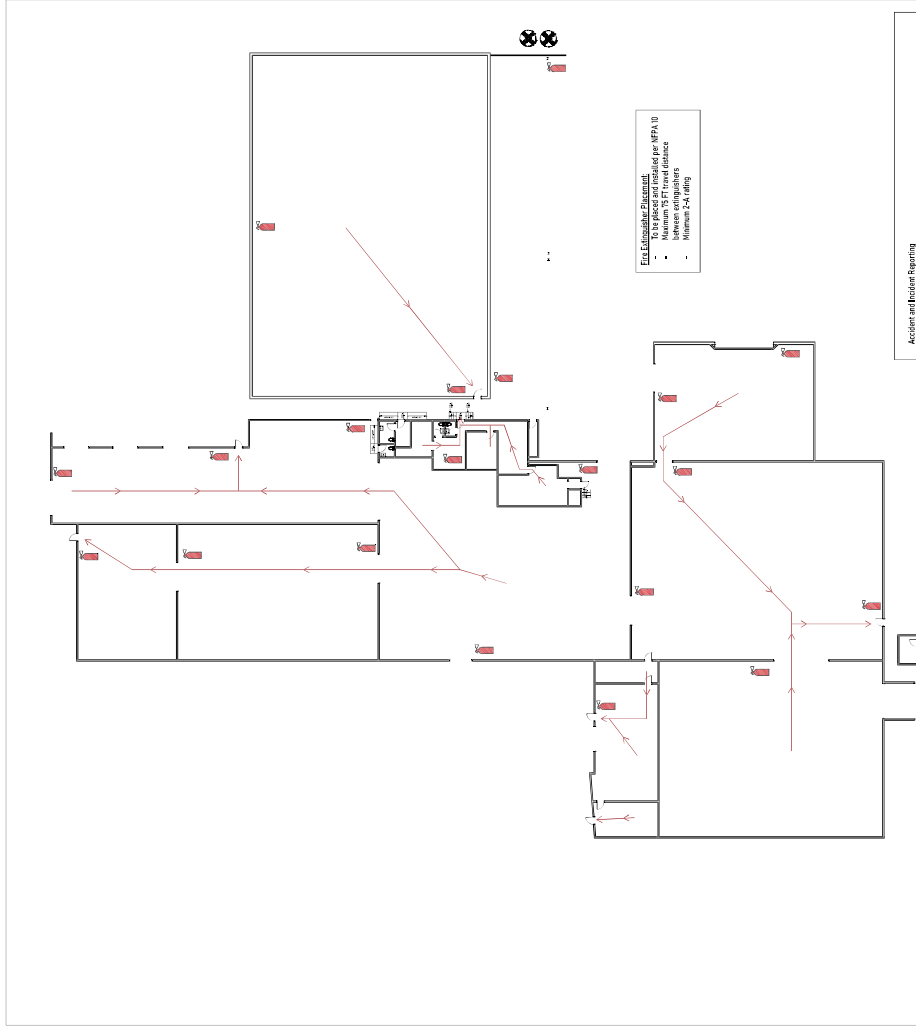 Fire Extinguisher Placement:
- To be placed and installed per NFPA 10
- Maximum 75 FT travel distance
between extinguishers
- Minimum 2-A rating
Accident and Incident Reporting